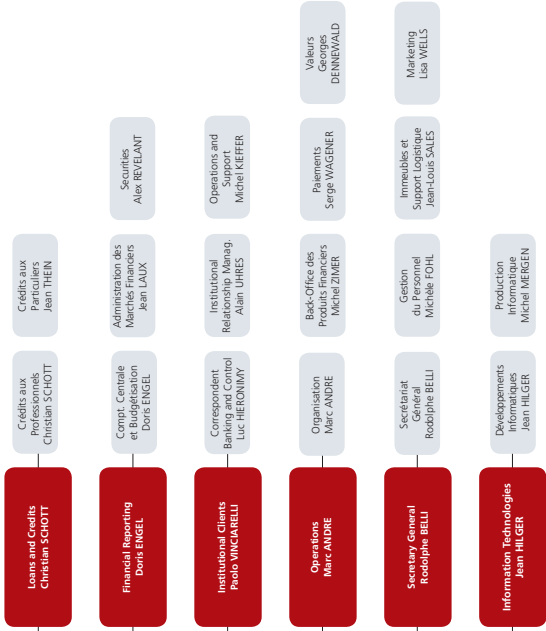 Loans and Credits
Christian SCHOTT
Crédits aux
Professionnels
Christian SCHOTT
Crédits aux
Particuliers
Jean THEIN
Financial Reporting
Doris ENGEL
Compt. Centrale
et Budgétisation
Doris ENGEL
Administration des
Marchés Financiers
Jean LAUX
Securities
Alex REVELANT
Institutional Clients
Paolo VINCIARELLI
Correspondent
Banking and Control
Luc HIERONIMY
Institutional
Relationship Manag.
Alain UHRES
Operations and
Support
Michel KIEFFER
Operations
Marc ANDRE
Organisation
Marc ANDRE
Back-Office des
Produits Financiers
Michel ZIMER
Paiements
Serge WAGENER
Valeurs
Georges
DENNEWALD
Secretary General
Rodolphe BELLI
Secrétariat
Général
Rodolphe BELLI
Gestion
du Personnel
Michèle FOHL
Immeubles et
Support Logistique
Jean-Louis SALES
Marketing
Lisa WELLS
Information Technologies
Jean HILGER
Développements
Informatiques
Jean HILGER
Production
Informatique
Michel MERGEN